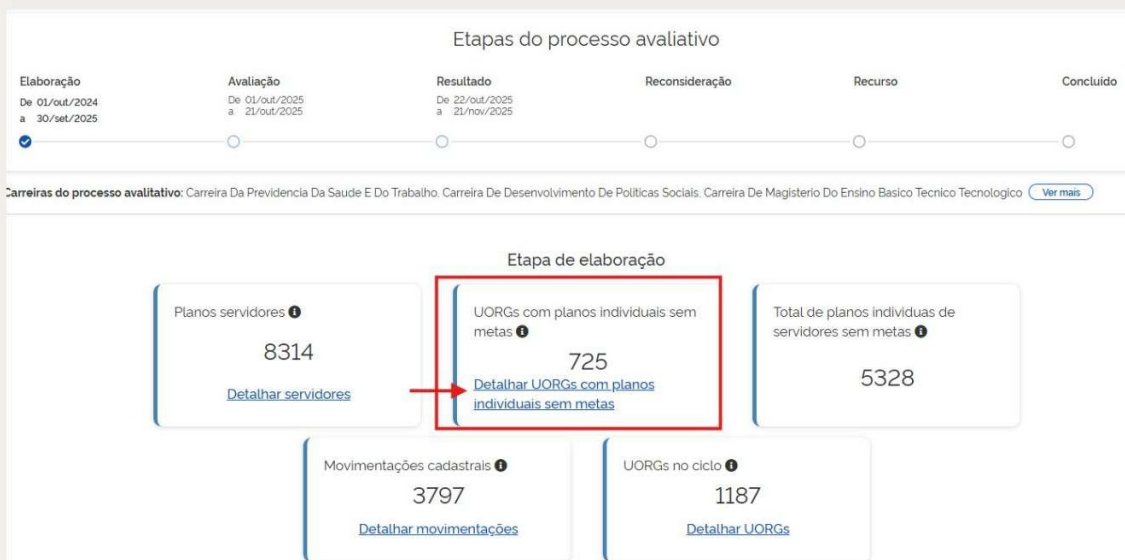 Etapas do processo avaliativo
Elaboração
De 01/out/2024
a 30/set/2025
Avaliação
De 01/out/2025
a 21/out/2025
Resultado
De 22/out/2025
a 21/nov/2025
Reconsideração
Recurso
Concluído
Carreiras do processo avalitativo: Carreira Da Previdencia Da Saude E Do Trabalho, Carreira De Desenvolvimento De Politicas Sociais, Carreira De Magisterio Do Ensino Basico Tecnico Tecnologico Ver mais
Etapa de elaboração
Planos servidores
8314
Detalhar servidores
UORGs com planos individuais sem
metas
725
Detalhar UORGs com planos
individuais sem metas
Total de planos individuas de
servidores sem metas
5328
Movimentações cadastrais
3797
Detalhar movimentações
UORGs no ciclo
1187
Detalhar UORGs